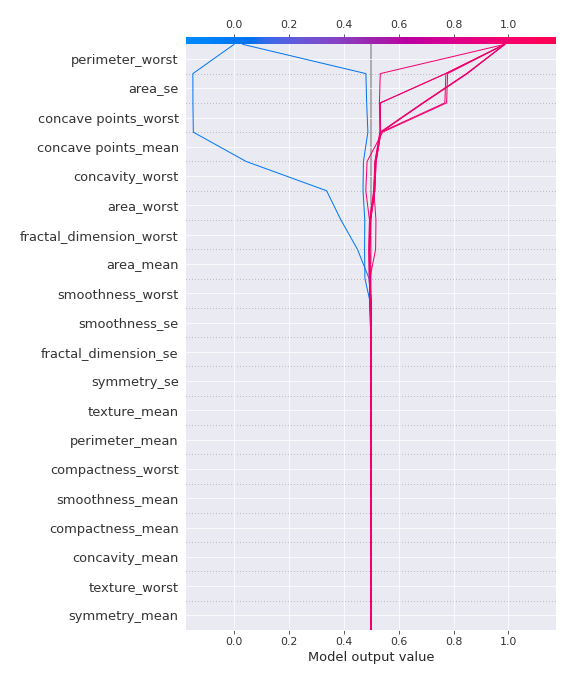 0.0 0.2 0.4 0.6 0.8 1.0
perimeter_worst
area_se
concave points_worst
concave points_mean
concavity_worst
area_worst
fractal_dimension_worst
area_mean
smoothness_worst
smoothness_se
fractal_dimension_se
symmetry_se
texture_mean
perimeter_mean
compactness_worst
smoothness_mean
compactness_mean
concavity_mean
texture_worst
symmetry_mean
0.0 0.2 0.4 0.6 0.8 1.0
Model output value